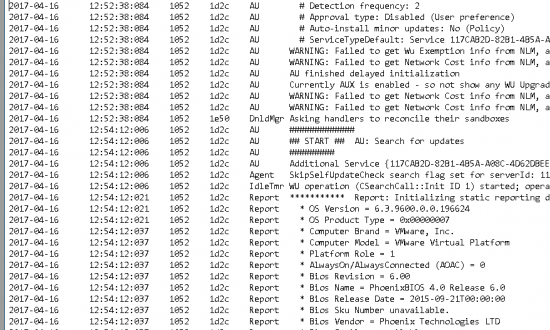 2017-04-16 12:52:38:084 1052 1d2c AU # Detection frequency: 2
2017-04-16 12:52:38:084 1052 1d2c AU # Approval type: Disabled (User preference)
2017-04-16 12:52:38:084 1052 1d2c AU # Auto-install minor updates: No (Policy)
2017-04-16 12:52:38:084 1052 1d2c AU # ServiceTypeDefault: Service 117CAB2D-82B1-4B5A-A
2017-04-16 12:52:38:084 1052 1d2c AU WARNING: Failed to get Wu Exemption info from NLM, a
2017-04-16 12:52:38:084 1052 1d2c AU WARNING: Failed to get Network Cost info from NLM, a
2017-04-16 12:52:38:084 1052 1d2c AU AU finished delayed initialization
2017-04-16 12:52:38:084 1052 1d2c AU Currently AUX is enabled - so not show any WU Upgrad
2017-04-16 12:52:38:084 1052 1d2c AU WARNING: Failed to get Network Cost info from NLM, a
2017-04-16 12:52:38:084 1052 1d2c AU WARNING: Failed to get Network Cost info from NLM, a
2017-04-16 12:52:38:084 1052 1e50 DnldMgr Asking handlers to reconcile their sandboxes
2017-04-16 12:54:12:006 1052 1d2c AU #############
2017-04-16 12:54:12:006 1052 1d2c AU ## START ## AU: Search for updates
2017-04-16 12:54:12:006 1052 1d2c AU #########
2017-04-16 12:54:12:006 1052 1d2c AU Additional Service {117CAB2D-82B1-4B5A-A08C-4D62DBEE
2017-04-16 12:54:12:006 1052 1d2c Agent SkipSelfUpdateCheck search flag set for serverId: 11
2017-04-16 12:54:12:006 1052 1d2c IdleTmr WU operation (CSearchCall::Init ID 1) started; opera
2017-04-16 12:54:12:021 1052 1d2c Report *********** Report: Initializing static reporting d
2017-04-16 12:54:12:021 1052 1d2c Report * OS Version = 6.3.9600.0.0.196624
2017-04-16 12:54:12:021 1052 1d2c Report * OS Product Type = 0x00000007
2017-04-16 12:54:12:037 1052 1d2c Report * Computer Brand = VMware, Inc.
2017-04-16 12:54:12:037 1052 1d2c Report * Computer Model = VMware Virtual Platform
2017-04-16 12:54:12:037 1052 1d2c Report * Platform Role = 1
2017-04-16 12:54:12:037 1052 1d2c Report * AlwaysOn/AlwaysConnected (AOAC) = 0
2017-04-16 12:54:12:037 1052 1d2c Report * Bios Revision = 6.00
2017-04-16 12:54:12:037 1052 1d2c Report * Bios Name = PhoenixBIOS 4.0 Release 6.0
2017-04-16 12:54:12:037 1052 1d2c Report * Bios Release Date = 2015-09-21T00:00:00
2017-04-16 12:54:12:037 1052 1d2c Report * Bios Sku Number unavailable.
2017-04-16 12:54:12:037 1052 1d2c Report * Bios Vendor = Phoenix Technologies LTD